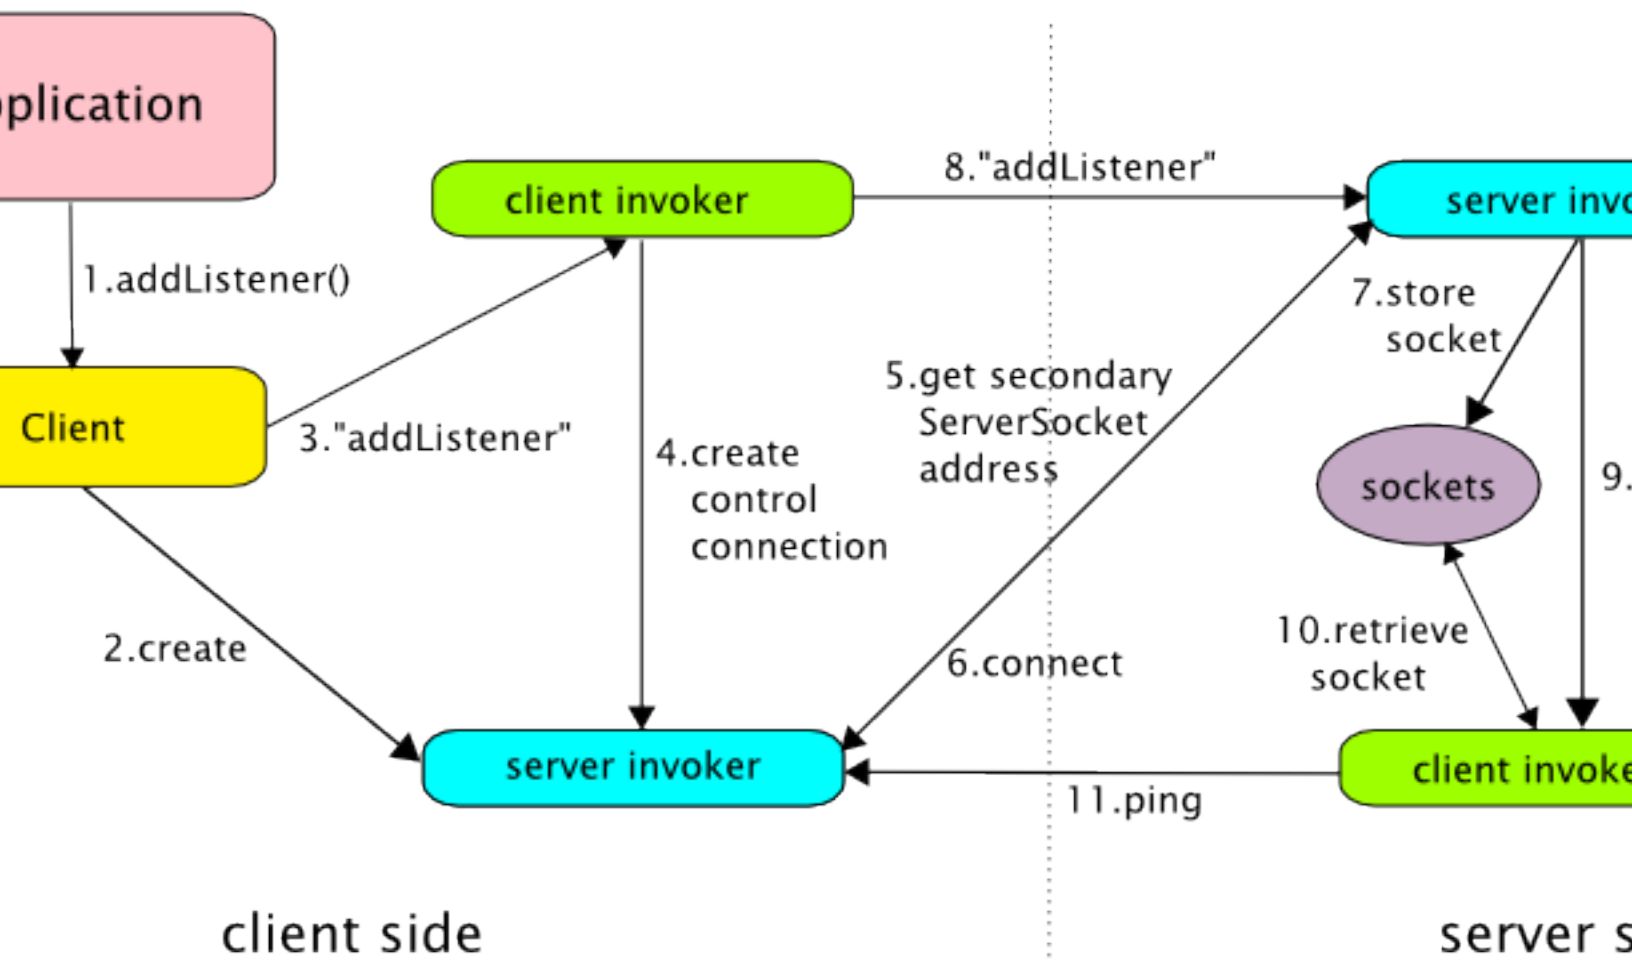 pplication
client invoker
8."addListener"
server invo
1.addListener()
7.store
socket
5.get secondary
ServerSocket
address
Client
3."addListener"
4.create
control
connection
sockets
9.
2.create
10.retrieve
socket
6.connect
server invoker
client invoke
11.ping
client side
server s